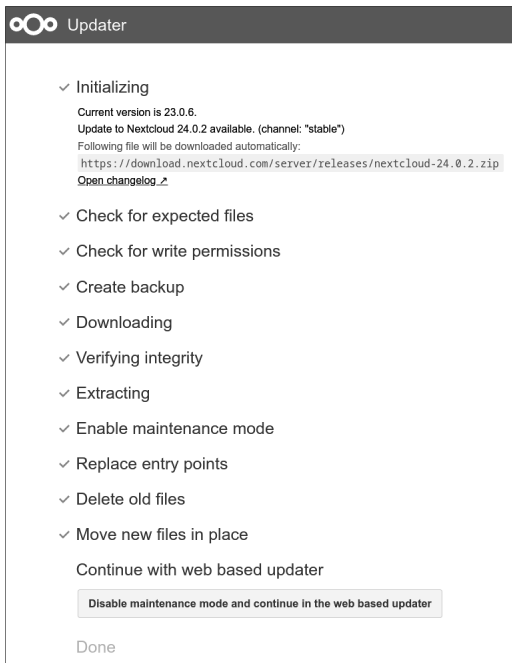 Updater
Initializing
Current version is 23.0.6.
Update to Nextcloud 24.0.2 available. (channel: "stable")
Following file will be downloaded automatically:
https://download.nextcloud.com/server/releases/nextcloud-24.0.2.zip
Open changelog ↗
Check for expected files
Check for write permissions
Create backup
Downloading
Verifying integrity
Extracting
Enable maintenance mode
Replace entry points
Delete old files
Move new files in place
Continue with web based updater
Disable maintenance mode and continue in the web based updater
Done